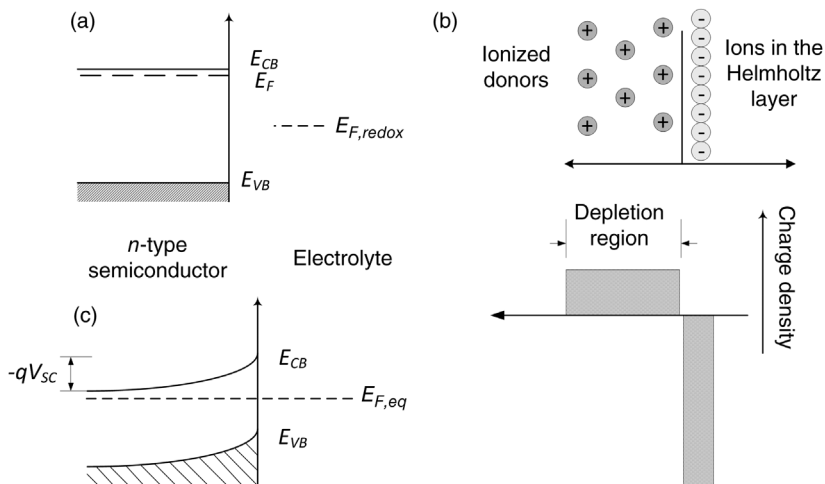 (a)
E_CB
E_F
E_F,redox
E_VB
n-type
semiconductor
Electrolyte
(b)
Ionized
donors
+ + + + + + + +
Ions in the
Helmholtz
layer
- - - - - - - - -
Depletion
region
Charge density
(c)
-qV_SC
E_CB
E_F,eq
E_VB